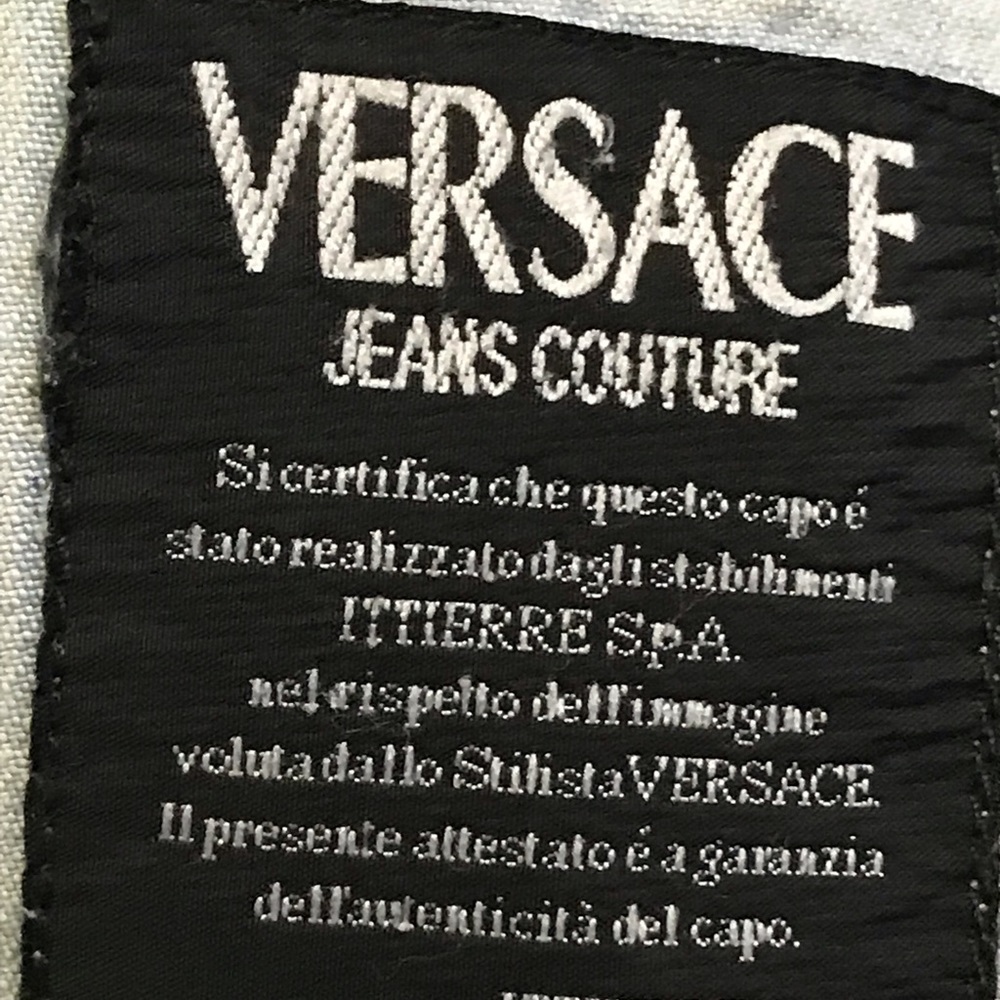 VERSACE
JEANS COUTURE
Si certifica che questo capo é
stato realizzato dagli stabilimenti
ITTIERRE S.p.A.
nel rispetto dell'immagine
voluta dallo Stilista VERSACE
Il presente attestato é a garanzia
dell'autenticità del capo.